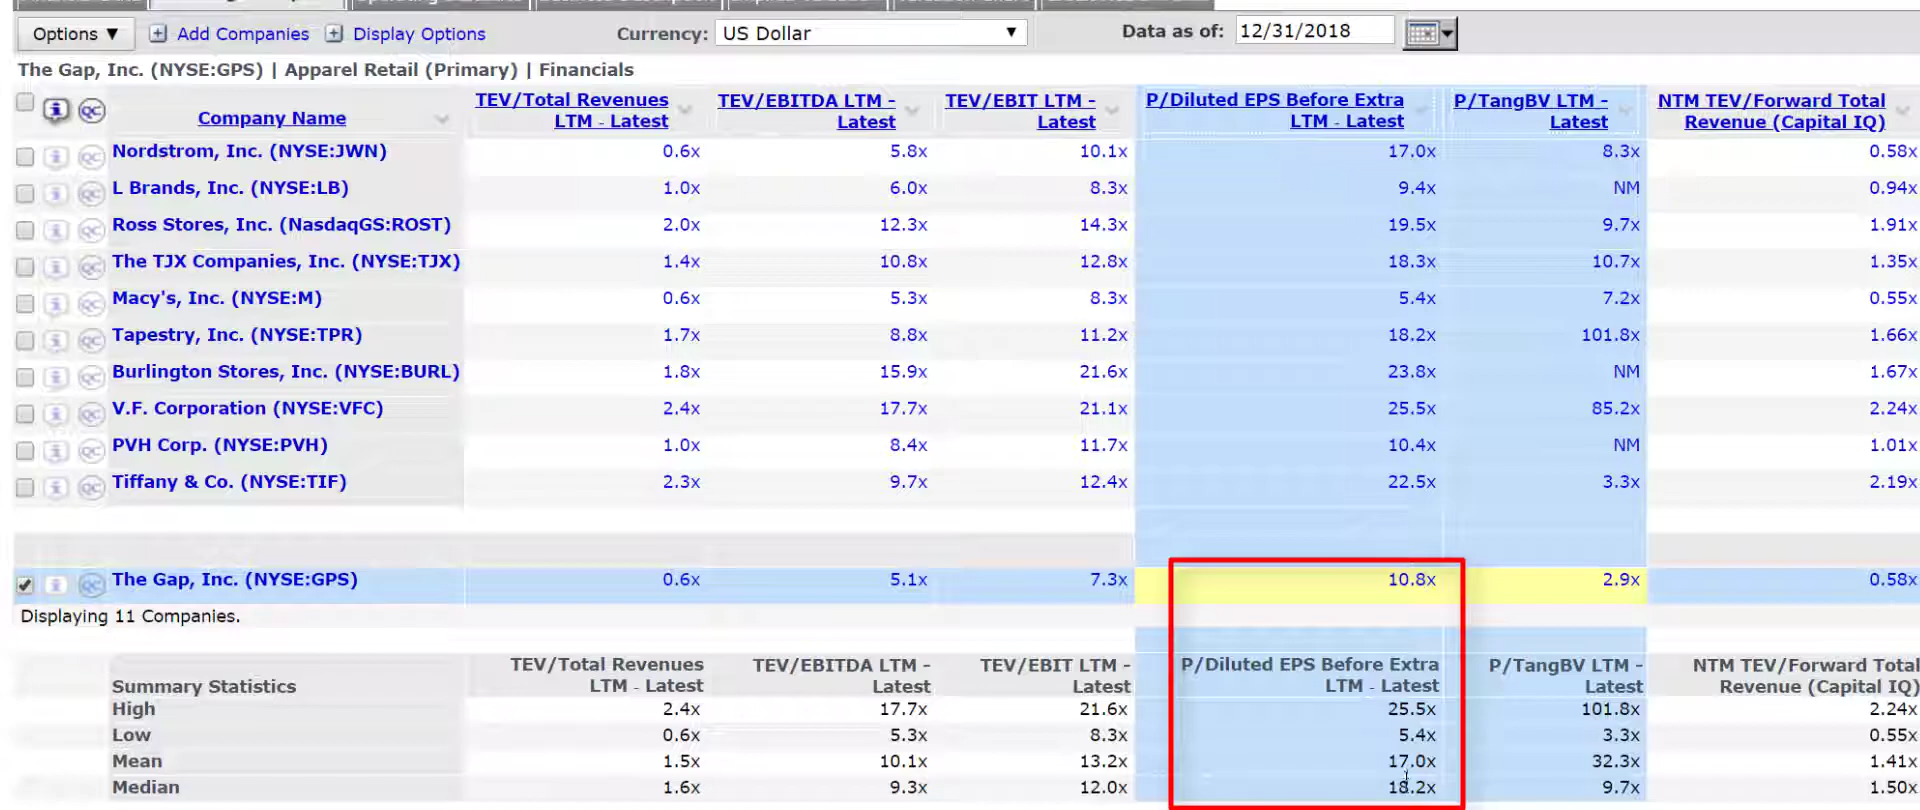 Options ▼ Add Companies Display Options Currency: US Dollar ▼ Data as of: 12/31/2018
The Gap, Inc. (NYSE:GPS) | Apparel Retail (Primary) | Financials
Company Name TEV/Total Revenues LTM - Latest TEV/EBITDA LTM - Latest TEV/EBIT LTM - Latest P/Diluted EPS Before Extra LTM - Latest P/TangBV LTM - Latest NTM TEV/Forward Total Revenue (Capital IQ)
Nordstrom, Inc. (NYSE:JWN) 0.6x 5.8x 10.1x 17.0x 8.3x 0.58x
L Brands, Inc. (NYSE:LB) 1.0x 6.0x 8.3x 9.4x NM 0.94x
Ross Stores, Inc. (NasdaqGS:ROST) 2.0x 12.3x 14.3x 19.5x 9.7x 1.91x
The TJX Companies, Inc. (NYSE:TJX) 1.4x 10.8x 12.8x 18.3x 10.7x 1.35x
Macy's, Inc. (NYSE:M) 0.6x 5.3x 8.3x 5.4x 7.2x 0.55x
Tapestry, Inc. (NYSE:TPR) 1.7x 8.8x 11.2x 18.2x 101.8x 1.66x
Burlington Stores, Inc. (NYSE:BURL) 1.8x 15.9x 21.6x 23.8x NM 1.67x
V.F. Corporation (NYSE:VFC) 2.4x 17.7x 21.1x 25.5x 85.2x 2.24x
PVH Corp. (NYSE:PVH) 1.0x 8.4x 11.7x 10.4x NM 1.01x
Tiffany & Co. (NYSE:TIF) 2.3x 9.7x 12.4x 22.5x 3.3x 2.19x
The Gap, Inc. (NYSE:GPS) 0.6x 5.1x 7.3x 10.8x 2.9x 0.58x
Displaying 11 Companies.
Summary Statistics TEV/Total Revenues LTM - Latest TEV/EBITDA LTM - Latest TEV/EBIT LTM - Latest P/Diluted EPS Before Extra LTM - Latest P/TangBV LTM - Latest NTM TEV/Forward Total Revenue (Capital IQ)
High 2.4x 17.7x 21.6x 25.5x 101.8x 2.24x
Low 0.6x 5.3x 8.3x 5.4x 3.3x 0.55x
Mean 1.5x 10.1x 13.2x 17.0x 32.3x 1.41x
Median 1.6x 9.3x 12.0x 18.2x 9.7x 1.50x